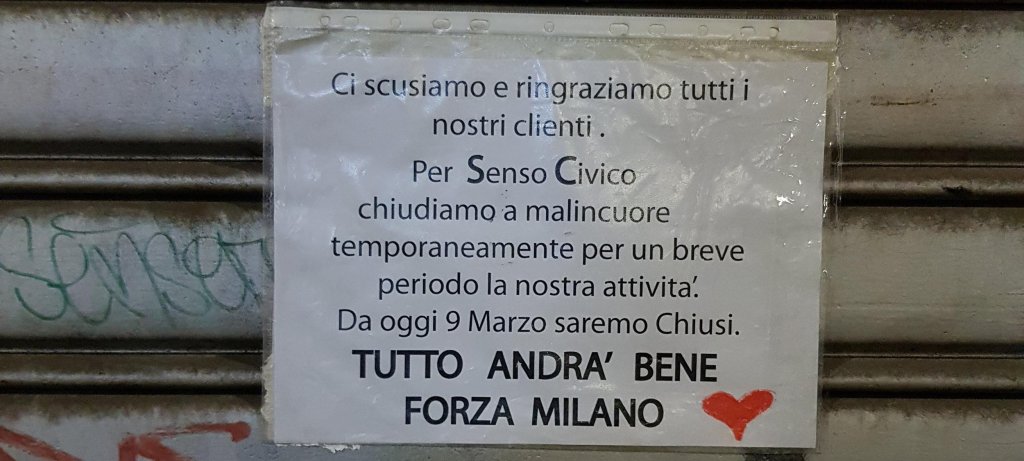 Ci scusiamo e ringraziamo tutti i
nostri clienti .
Per Senso Civico
chiudiamo a malincuore
temporaneamente per un breve
periodo la nostra attivita'.
Da oggi 9 Marzo saremo Chiusi.
TUTTO ANDRA' BENE
FORZA MILANO